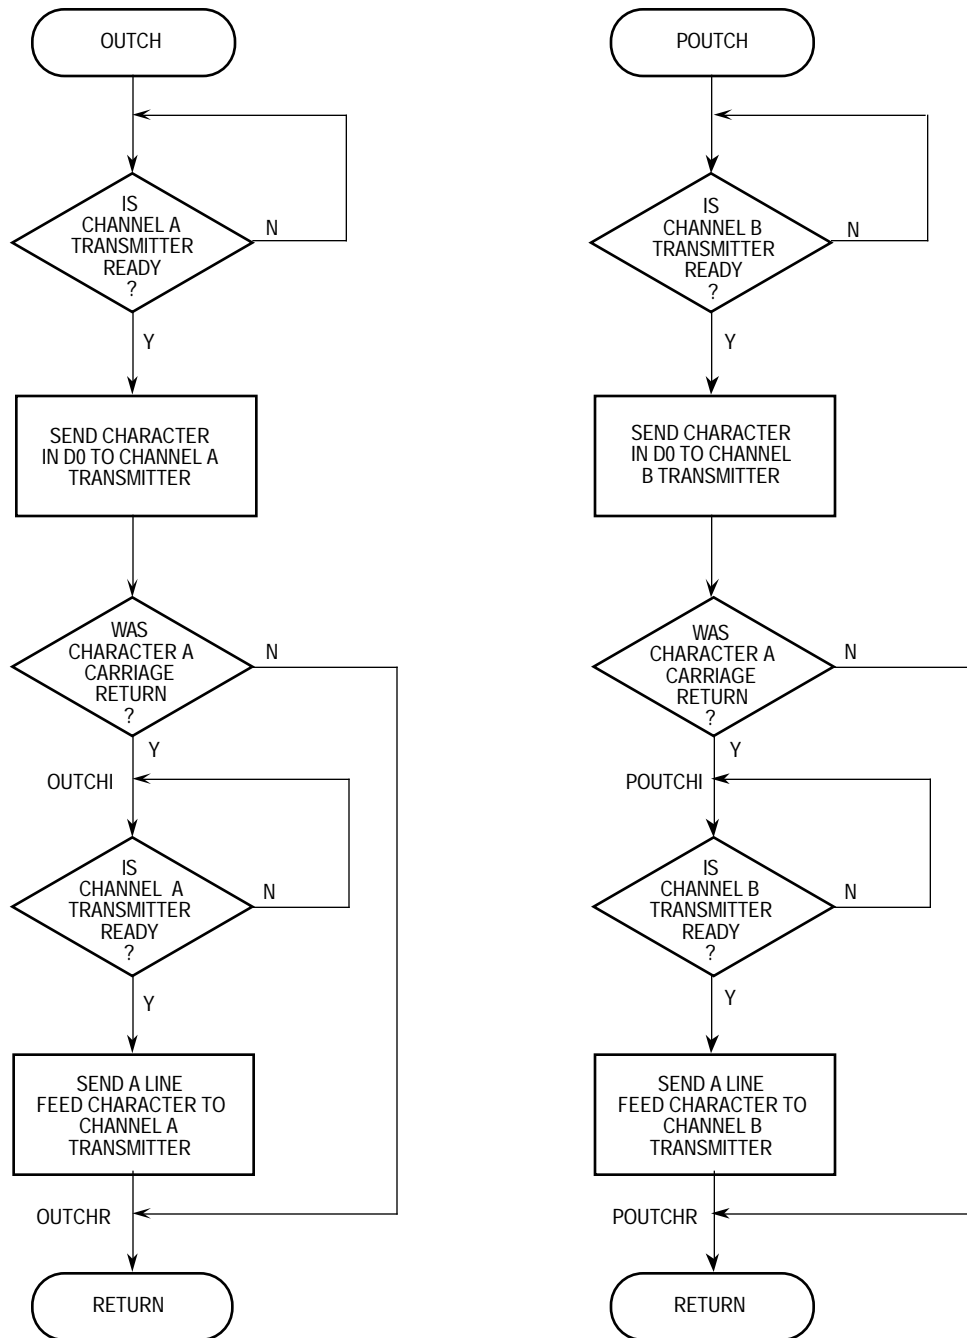 OUTCH
IS
CHANNEL A
TRANSMITTER
READY
?
N
Y
SEND CHARACTER
IN D0 TO CHANNEL A
TRANSMITTER
WAS
CHARACTER A
CARRIAGE
RETURN
?
N
Y
OUTCHI
IS
CHANNEL A
TRANSMITTER
READY
?
N
Y
SEND A LINE
FEED CHARACTER TO
CHANNEL A
TRANSMITTER
OUTCHR
RETURN
POUTCH
IS
CHANNEL B
TRANSMITTER
READY
?
N
Y
SEND CHARACTER
IN D0 TO CHANNEL
B TRANSMITTER
WAS
CHARACTER A
CARRIAGE
RETURN
?
N
Y
POUTCHI
IS
CHANNEL B
TRANSMITTER
READY
?
N
Y
SEND A LINE
FEED CHARACTER TO
CHANNEL B
TRANSMITTER
POUTCHR
RETURN